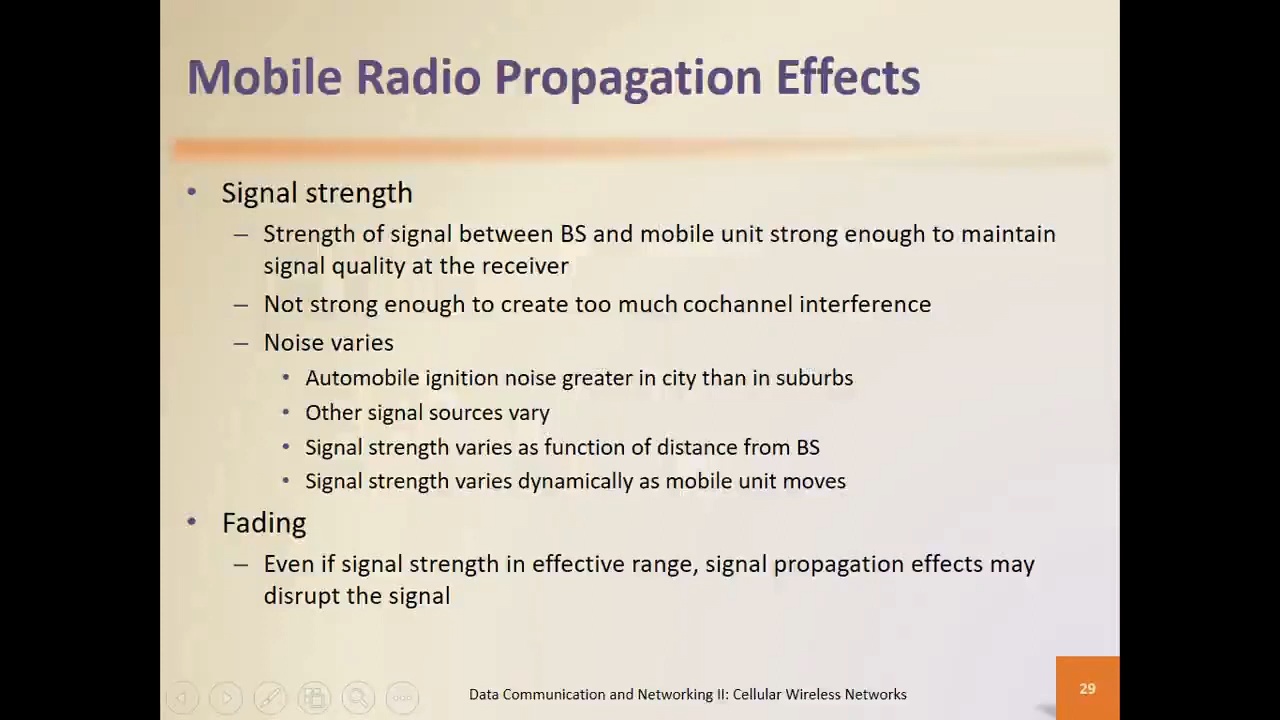 Mobile Radio Propagation Effects
• Signal strength
– Strength of signal between BS and mobile unit strong enough to maintain
signal quality at the receiver
– Not strong enough to create too much cochannel interference
– Noise varies
• Automobile ignition noise greater in city than in suburbs
• Other signal sources vary
• Signal strength varies as function of distance from BS
• Signal strength varies dynamically as mobile unit moves
• Fading
– Even if signal strength in effective range, signal propagation effects may
disrupt the signal
Data Communication and Networking II: Cellular Wireless Networks
29